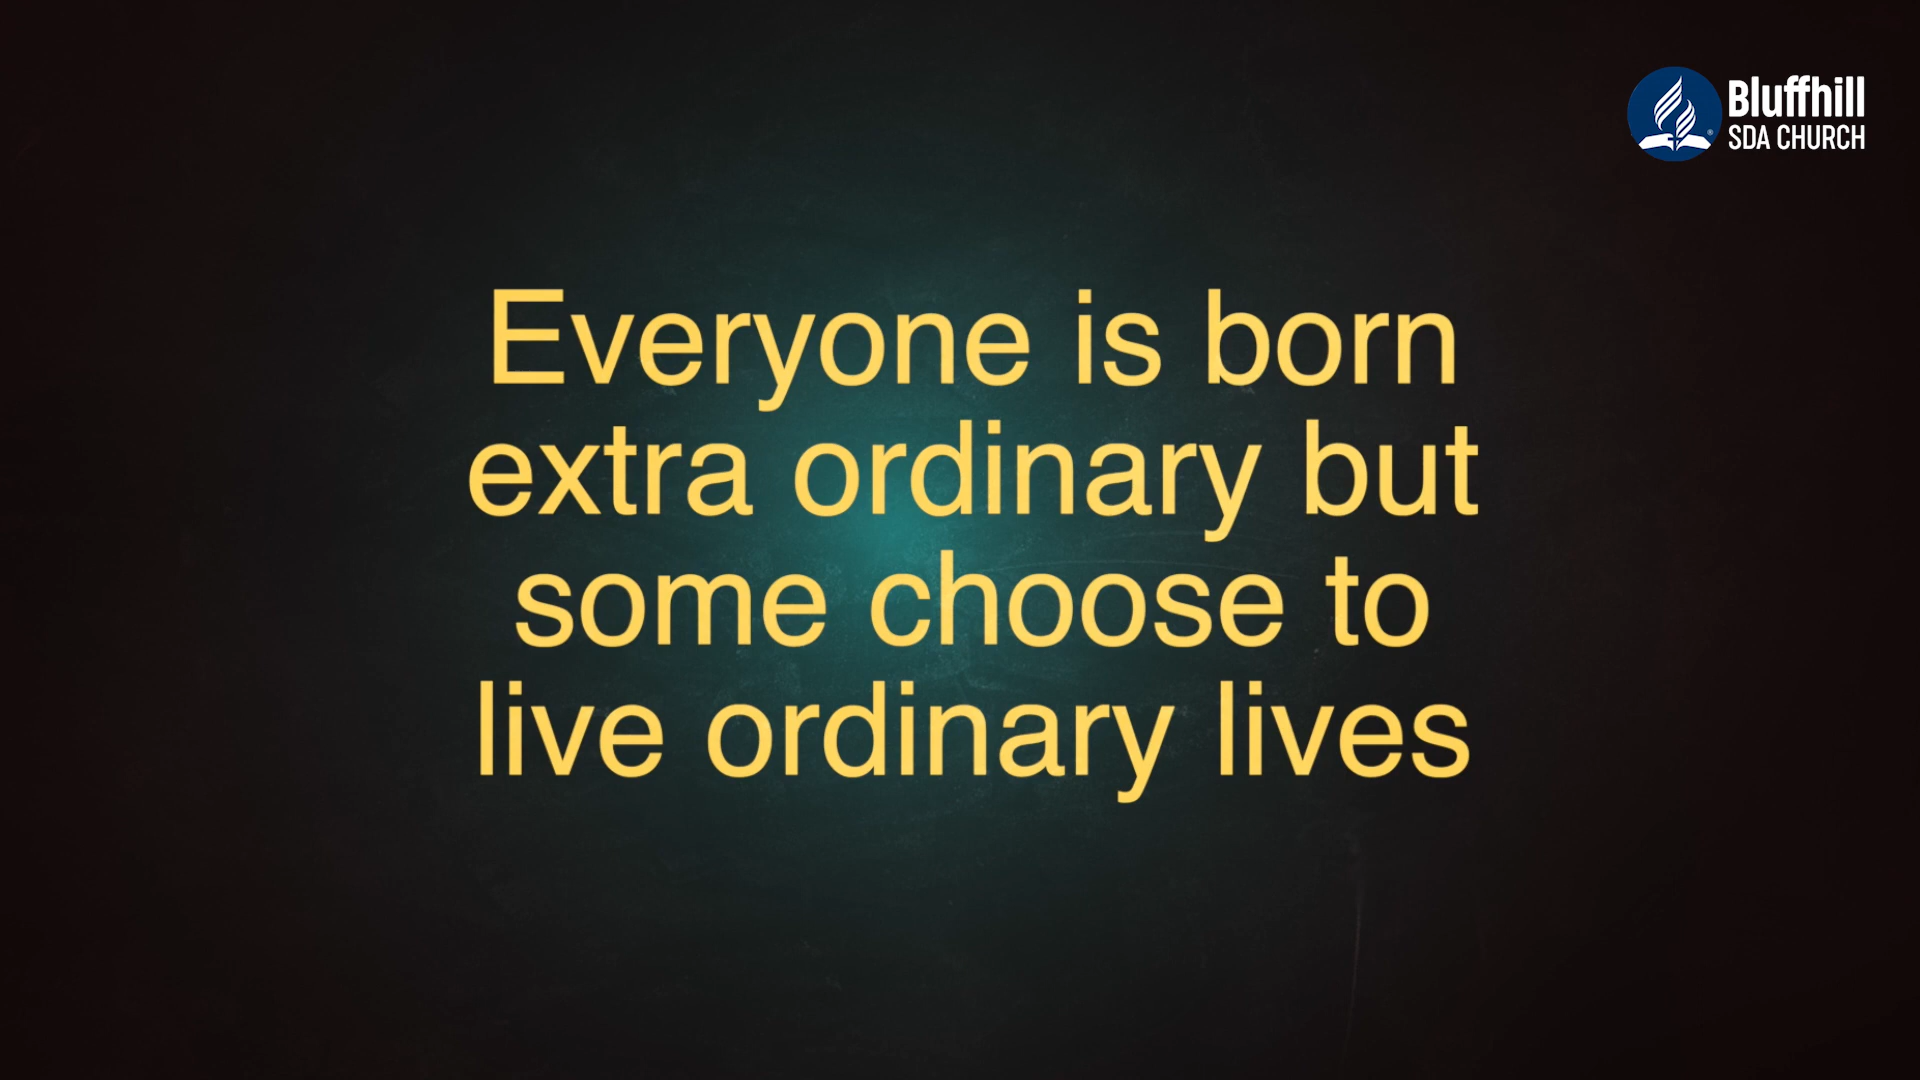 Bluffhill
SDA CHURCH
Everyone is born
extra ordinary but
some choose to
live ordinary lives